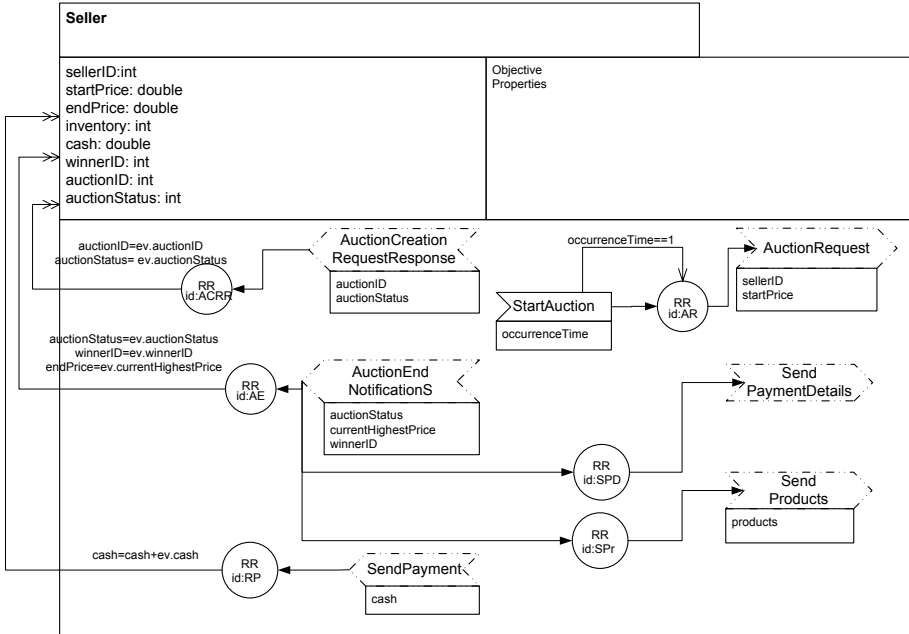 Seller
sellerID:int
startPrice: double
endPrice: double
inventory: int
cash: double
winnerID: int
auctionID: int
auctionStatus: int
Objective
Properties
auctionID=ev.auctionID
auctionStatus= ev.auctionStatus
RR
id:ACRR
AuctionCreation
RequestResponse
auctionID
auctionStatus
occurrenceTime==1
StartAuction
occurrenceTime
RR
id:AR
AuctionRequest
sellerID
startPrice
auctionStatus=ev.auctionStatus
winnerID=ev.winnerID
endPrice=ev.currentHighestPrice
RR
id:AE
AuctionEnd
NotificationS
auctionStatus
currentHighestPrice
winnerID
RR
id:SPD
Send
PaymentDetails
RR
id:SPr
Send
Products
products
cash=cash+ev.cash
RR
id:RP
SendPayment
cash